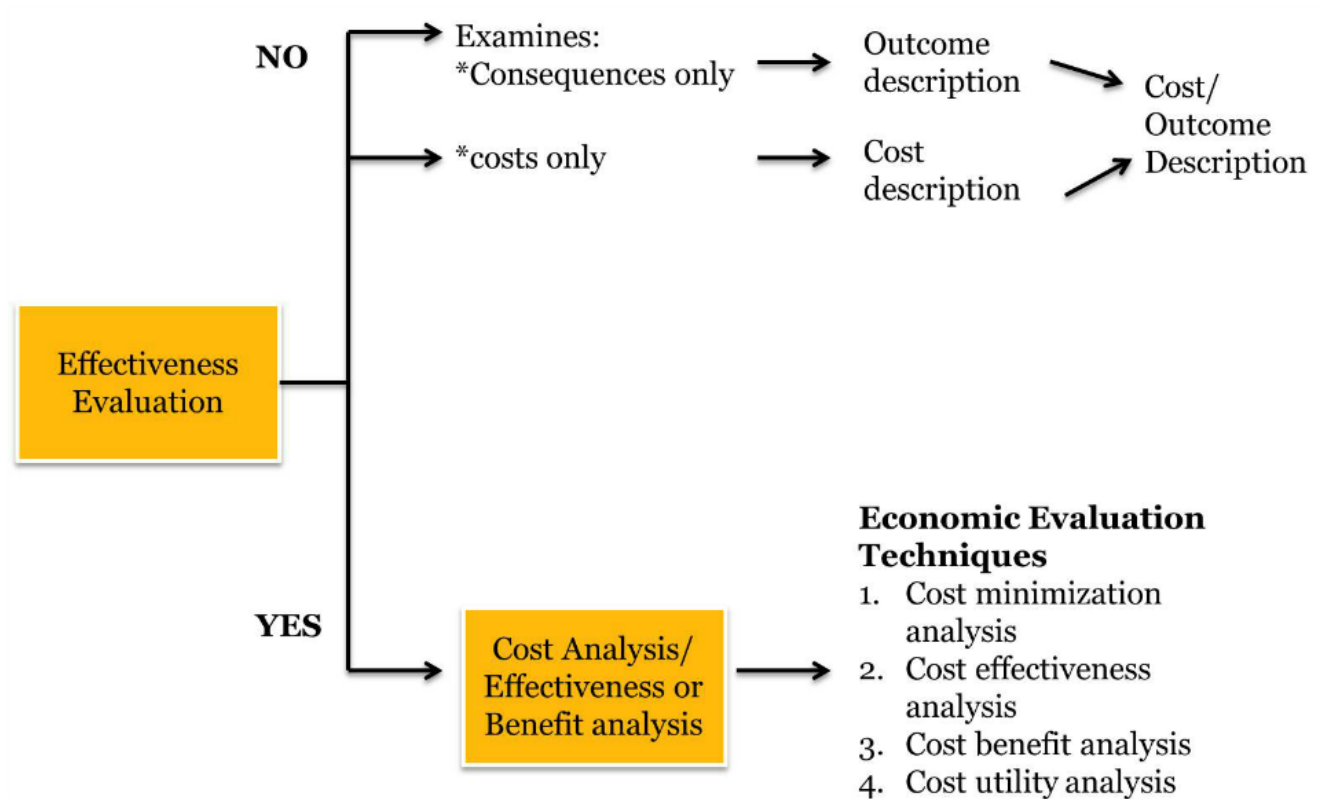 NO
Examines:
*Consequences only
Outcome
description
Cost/
Outcome
Description
*costs only
Cost
description
Effectiveness
Evaluation
YES
Cost Analysis/
Effectiveness or
Benefit analysis
Economic Evaluation
Techniques
1. Cost minimization
analysis
2. Cost effectiveness
analysis
3. Cost benefit analysis
4. Cost utility analysis